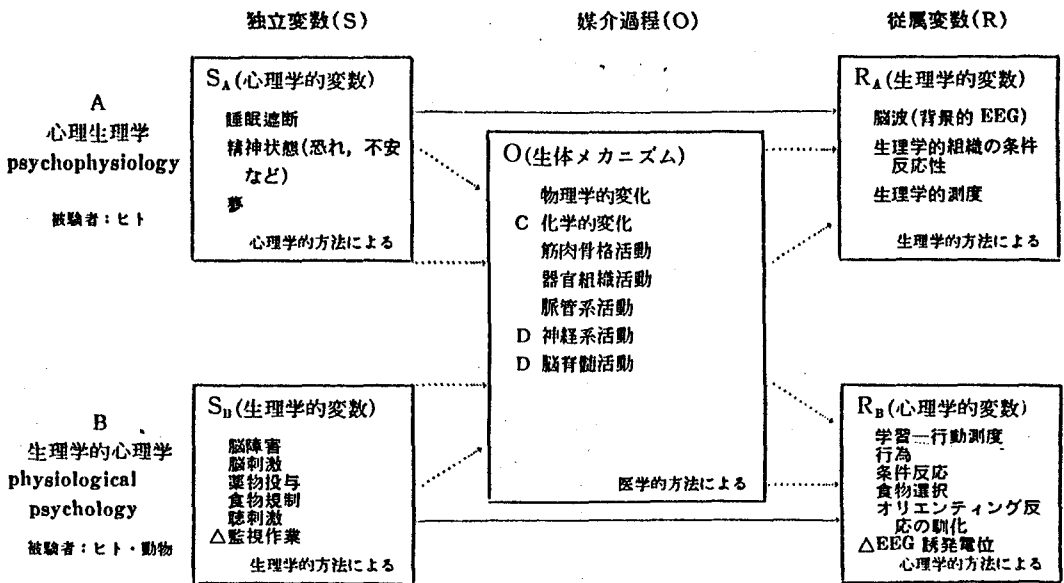 独立変数(S)
媒介過程(O)
従属変数(R)
A
心理生理学
psychophysiology
被験者：ヒト
SA(心理学的変数)
睡眠遮断
精神状態(恐れ，不安
など)
夢
心理学的方法による
O(生体メカニズム)
物理学的変化
C 化学的変化
筋肉骨格活動
器官組織活動
脈管系活動
D 神経系活動
D 脳脊髄活動
医学的方法による
RA(生理学的変数)
脳波(背景的 EEG)
生理学的組織の条件
反応性
生理学的測度
生理学的方法による
B
生理学的心理学
physiological
psychology
被験者：ヒト・動物
SB(生理学的変数)
脳障害
脳刺激
薬物投与
食物規制
聴刺激
△監視作業
生理学的方法による
RB(心理学的変数)
学習―行動測度
行為
条件反応
食物選択
オリエンティング反
応の馴化
△EEG 誘発電位
心理学的方法による